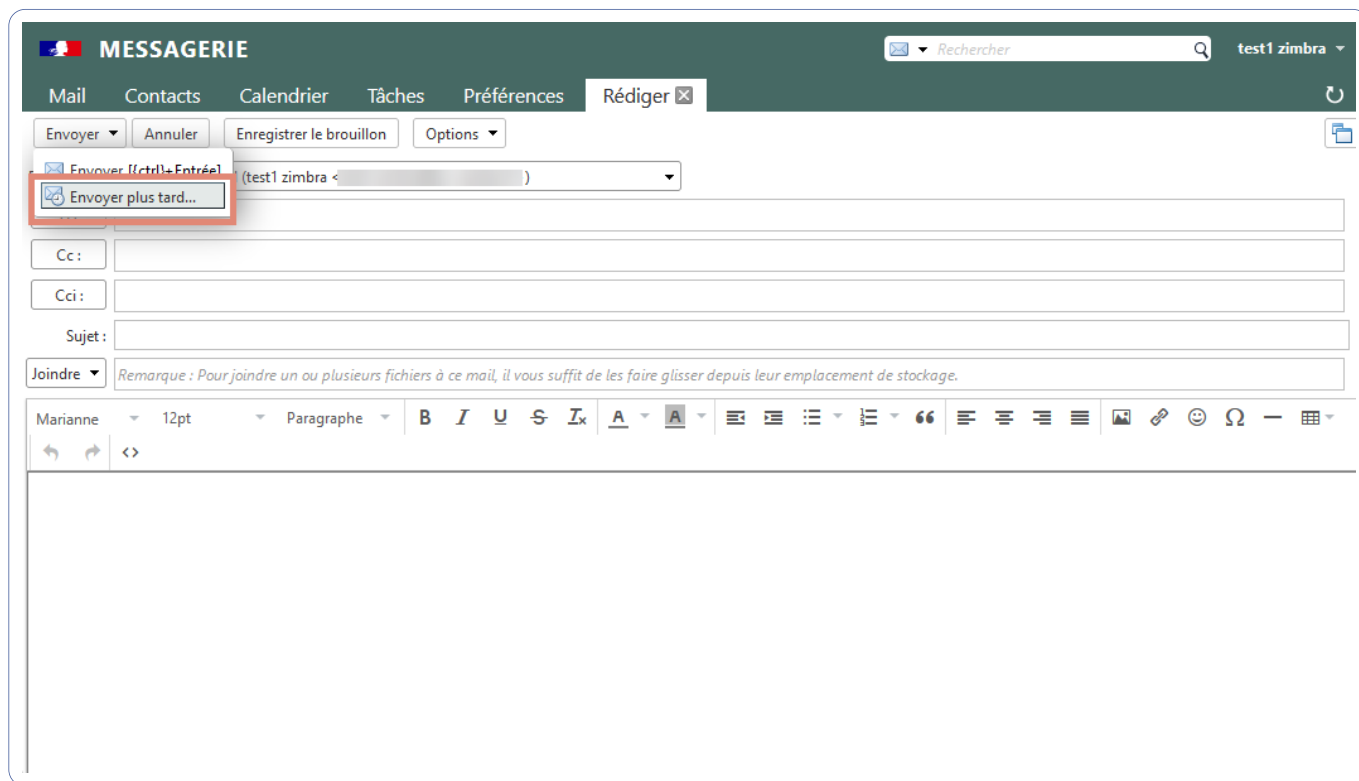 MESSAGERIE
Rechercher
test1 zimbra
Mail Contacts Calendrier Tâches Préférences Rédiger
Envoyer Annuler Enregistrer le brouillon Options
Envoyer [{ctrl}+Entrée]
(test1 zimbra < )
Envoyer plus tard...
Cc :
Cci :
Sujet :
Joindre Remarque : Pour joindre un ou plusieurs fichiers à ce mail, il vous suffit de les faire glisser depuis leur emplacement de stockage.
Marianne 12pt Paragraphe B I U S Ix A A